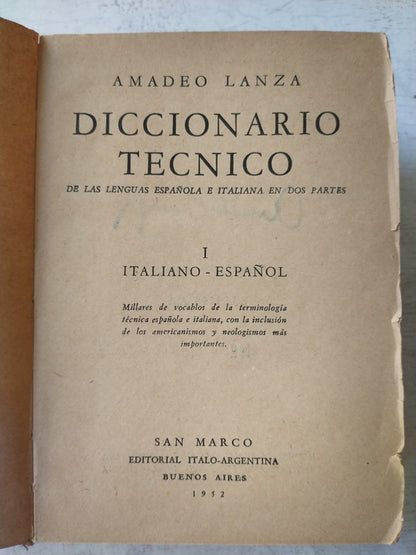 AMADEO LANZA
DICCIONARIO
TECNICO
DE LAS LENGUAS ESPAÑOLA E ITALIANA EN DOS PARTES
I
ITALIANO - ESPAÑOL
Millares de vocablos de la terminología
técnica española e italiana, con la inclusión
de los americanismos y neologismos más
importantes.
SAN MARCO
EDITORIAL ITALO-ARGENTINA
BUENOS AIRES
1952